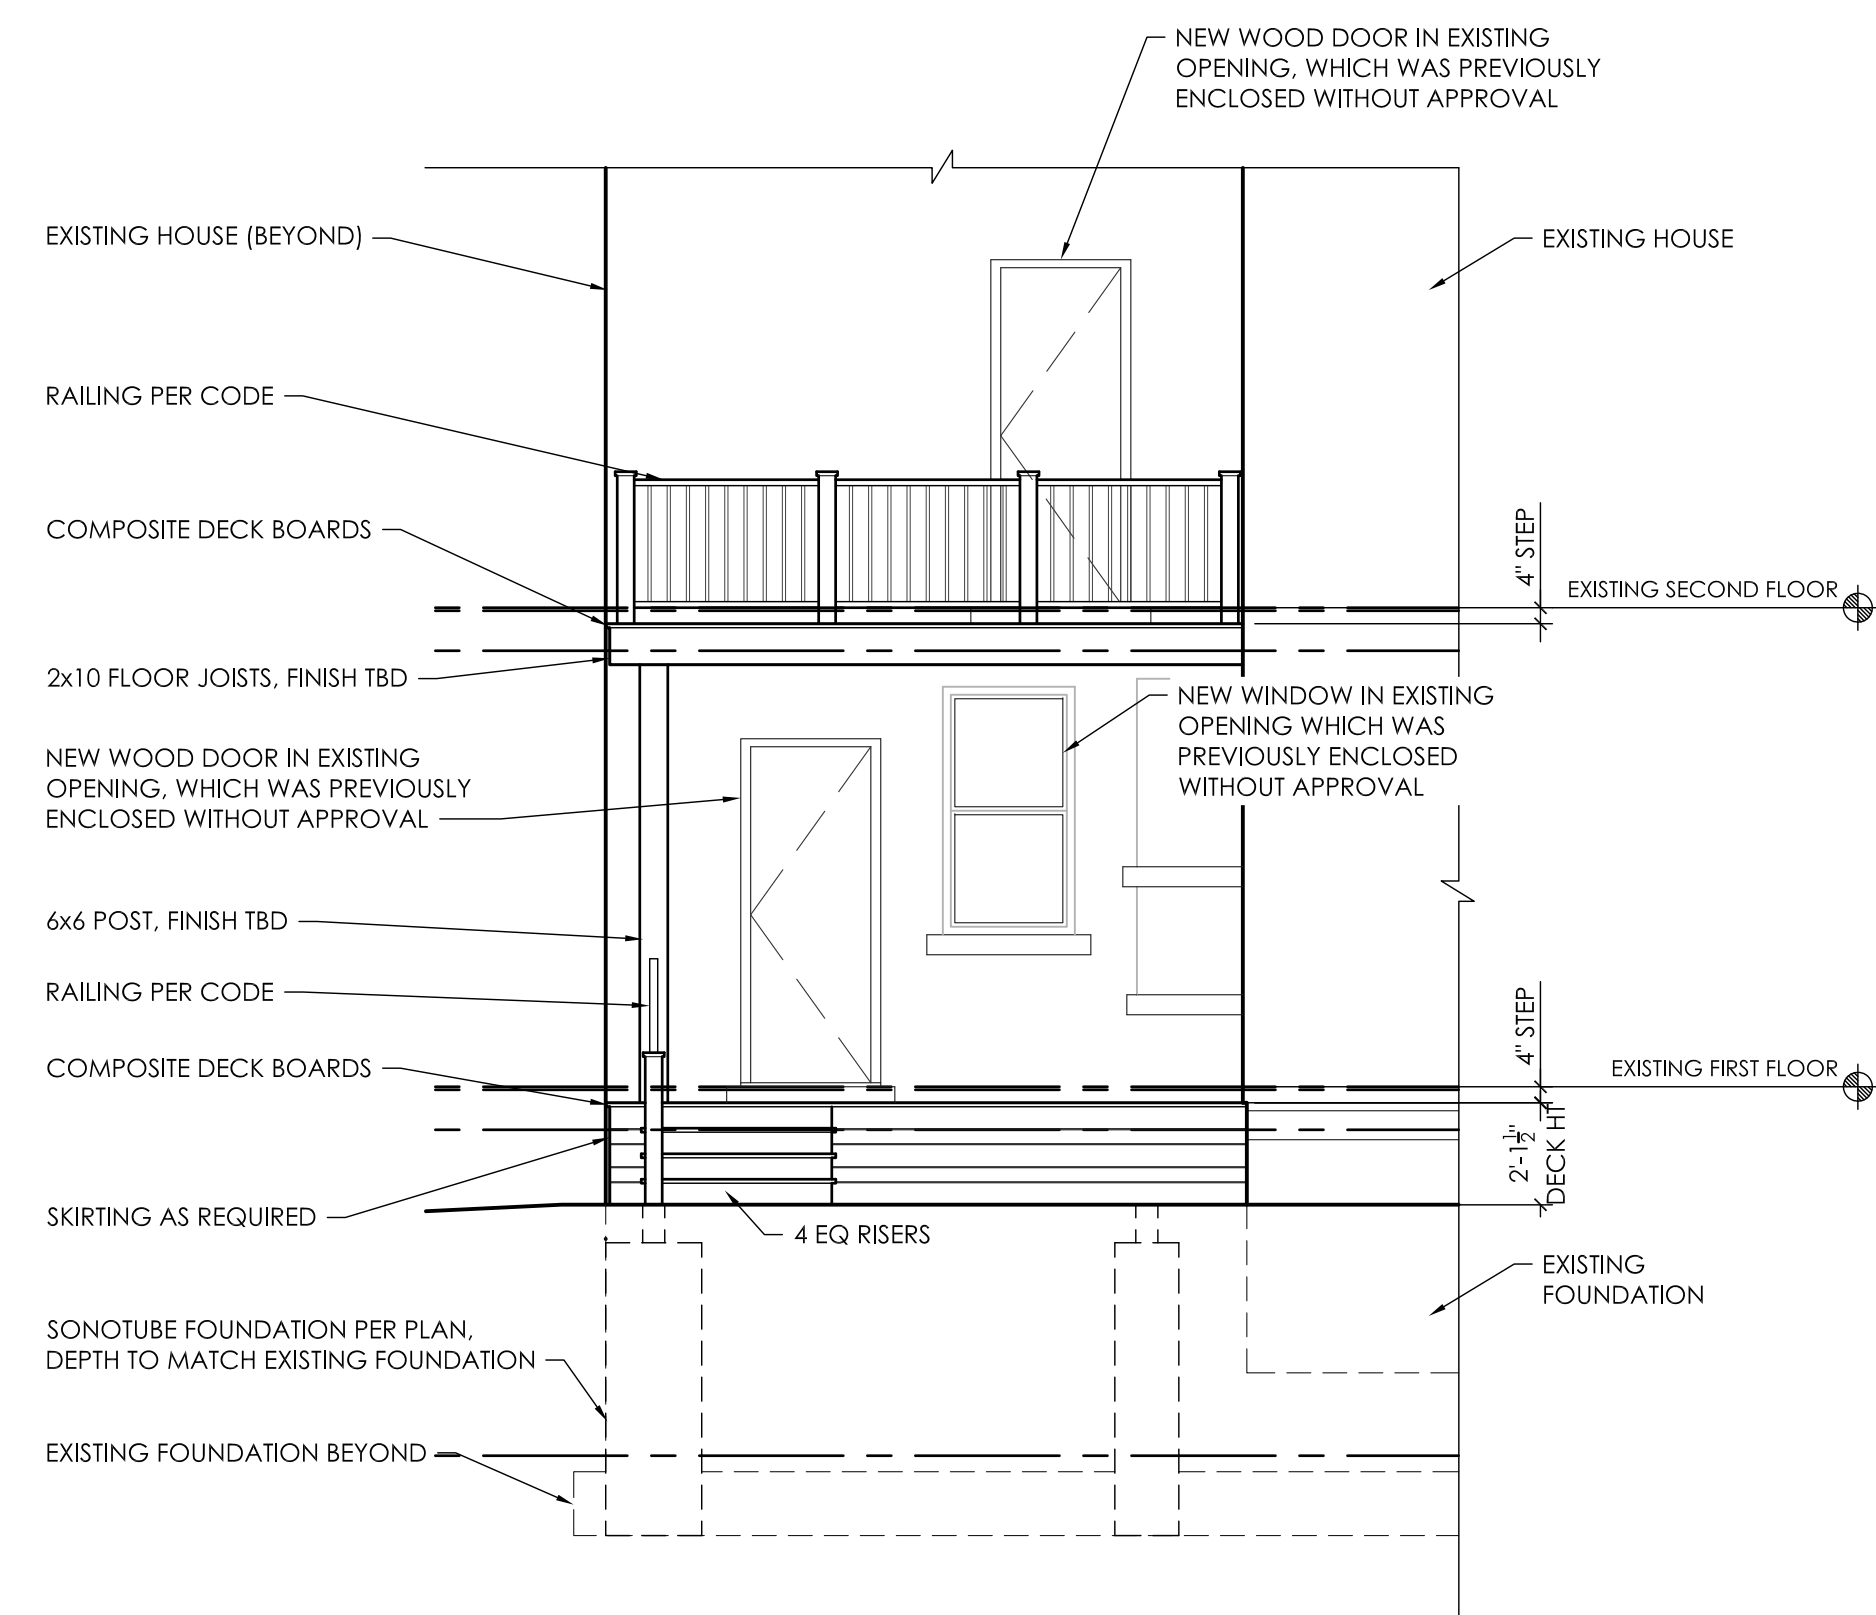 NEW WOOD DOOR IN EXISTING
OPENING, WHICH WAS PREVIOUSLY
ENCLOSED WITHOUT APPROVAL
EXISTING HOUSE (BEYOND)
EXISTING HOUSE
RAILING PER CODE
COMPOSITE DECK BOARDS
4" STEP
EXISTING SECOND FLOOR
2x10 FLOOR JOISTS, FINISH TBD
NEW WINDOW IN EXISTING
OPENING WHICH WAS
PREVIOUSLY ENCLOSED
WITHOUT APPROVAL
NEW WOOD DOOR IN EXISTING
OPENING, WHICH WAS PREVIOUSLY
ENCLOSED WITHOUT APPROVAL
6x6 POST, FINISH TBD
RAILING PER CODE
COMPOSITE DECK BOARDS
4" STEP
EXISTING FIRST FLOOR
2'-1 1/2"
DECK HT
SKIRTING AS REQUIRED
4 EQ RISERS
EXISTING
FOUNDATION
SONOTUBE FOUNDATION PER PLAN,
DEPTH TO MATCH EXISTING FOUNDATION
EXISTING FOUNDATION BEYOND